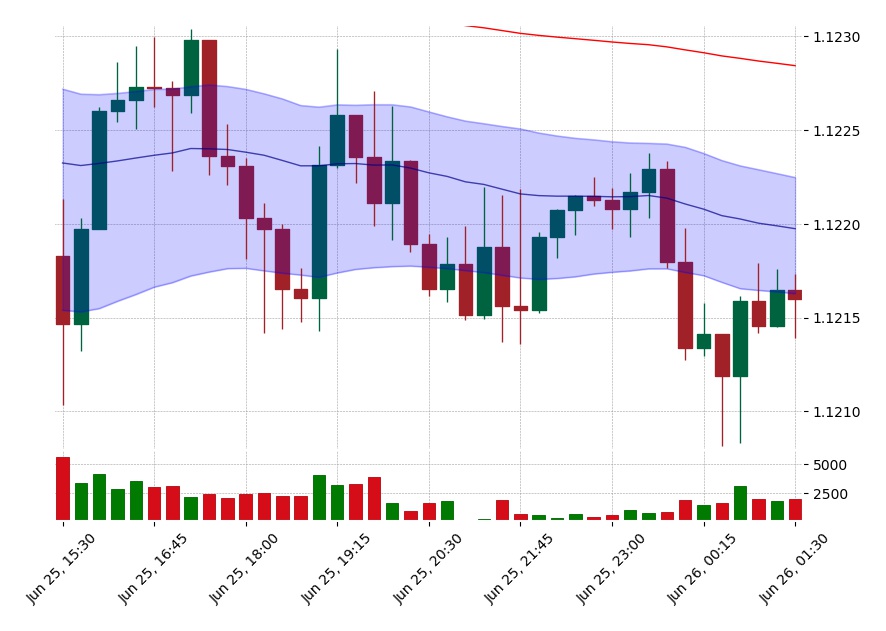 1.1230
1.1225
1.1220
1.1215
1.1210
5000
2500
Jun 25, 15:30
Jun 25, 16:45
Jun 25, 18:00
Jun 25, 19:15
Jun 25, 20:30
Jun 25, 21:45
Jun 25, 23:00
Jun 26, 00:15
Jun 26, 01:30